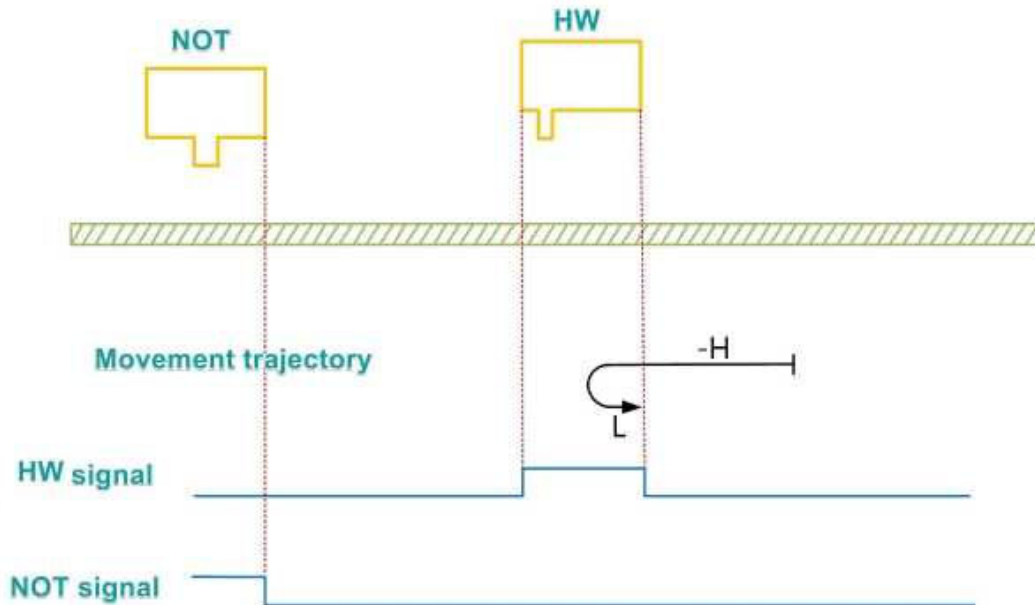 NOT
HW
Movement trajectory
-H
L
HW signal
NOT signal